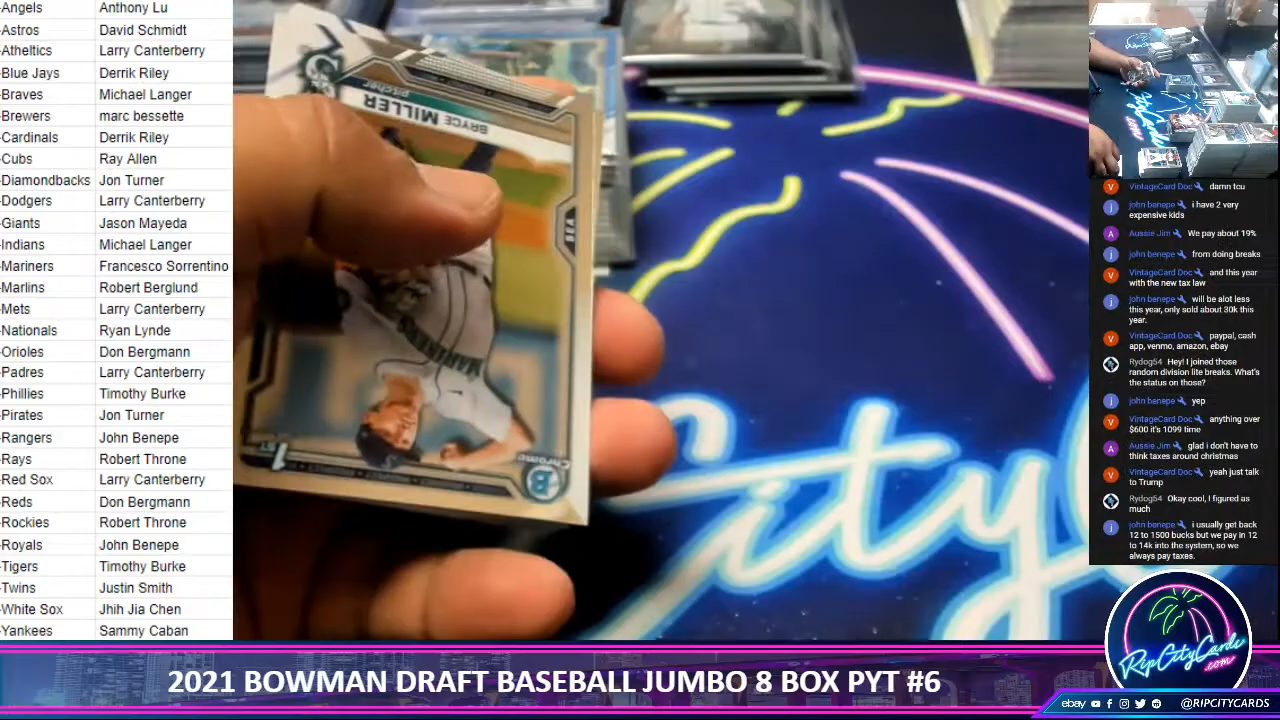 -Angels Anthony Lu
-Astros David Schmidt
-Atheltics Larry Canterberry
-Blue Jays Derrik Riley
-Braves Michael Langer
-Brewers marc bessette
-Cardinals Derrik Riley
-Cubs Ray Allen
-Diamondbacks Jon Turner
-Dodgers Larry Canterberry
-Giants Jason Mayeda
-Indians Michael Langer
-Mariners Francesco Sorrentino
-Marlins Robert Berglund
-Mets Larry Canterberry
-Nationals Ryan Lynde
-Orioles Don Bergmann
-Padres Larry Canterberry
-Phillies Timothy Burke
-Pirates Jon Turner
-Rangers John Benepe
-Rays Robert Throne
-Red Sox Larry Canterberry
-Reds Don Bergmann
-Rockies Robert Throne
-Royals John Benepe
-Tigers Timothy Burke
-Twins Justin Smith
-White Sox Jhih Jia Chen
-Yankees Sammy Caban
Pitcher
BRYCE MILLER
SEA
1ST
Chrome
B
City
V VintageCard Doc damn tcu
j john benepe i have 2 very
expensive kids
A Aussie Jim We pay about 19%
j john benepe from doing breaks
V VintageCard Doc and this year
with the new tax law
j john benepe will be alot less
this year, only sold about 30k this
year.
V VintageCard Doc paypal, cash
app, venmo, amazon, ebay
Rydog54 Hey! I joined those
random division lite breaks. What's
the status on those?
j john benepe yep
V VintageCard Doc anything over
$600 it's 1099 time
A Aussie Jim glad i don't have to
think taxes around christmas
V VintageCard Doc yeah just talk
to Trump
Rydog54 Okay cool, I figured as
much
j john benepe i usually get back
12 to 1500 bucks but we pay in 12
to 14k into the system, so we
always pay taxes.
RipCityCards
.com
2021 BOWMAN DRAFT BASEBALL JUMBO 8 BOX PYT #6
ebay @RIPCITYCARDS